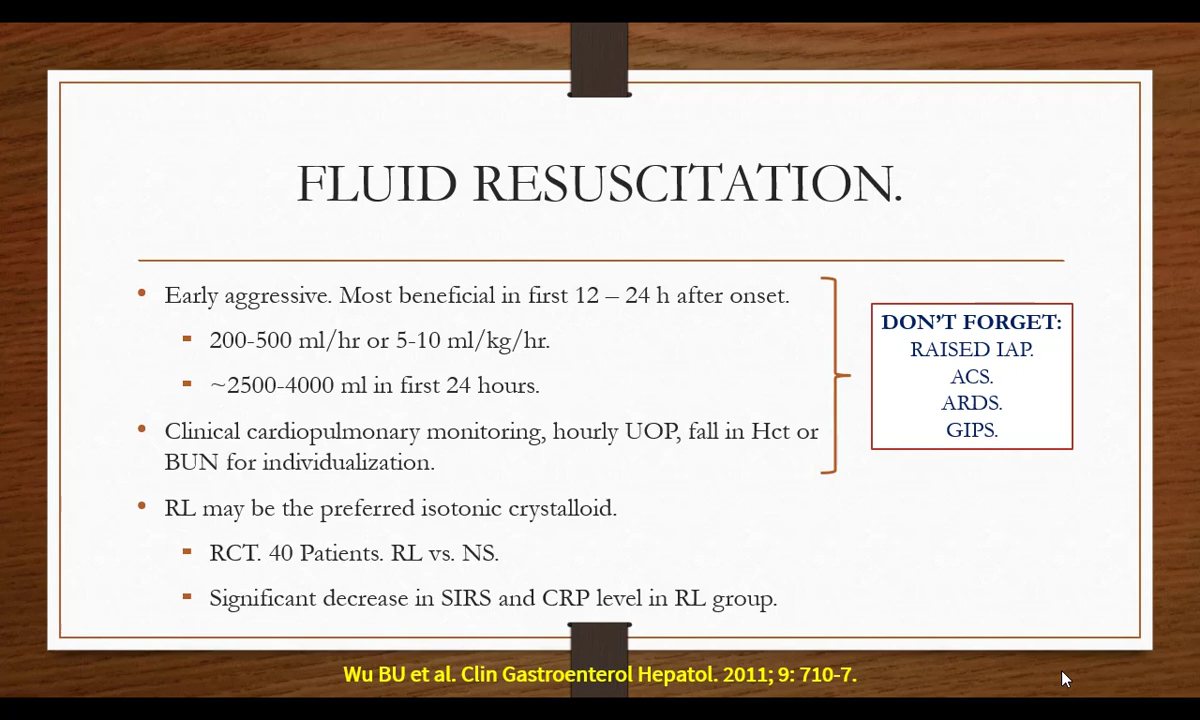 FLUID RESUSCITATION.
Early aggressive. Most beneficial in first 12 – 24 h after onset.
200-500 ml/hr or 5-10 ml/kg/hr.
~2500-4000 ml in first 24 hours.
Clinical cardiopulmonary monitoring, hourly UOP, fall in Hct or
BUN for individualization.
RL may be the preferred isotonic crystalloid.
RCT. 40 Patients. RL vs. NS.
Significant decrease in SIRS and CRP level in RL group.
DON'T FORGET:
RAISED IAP.
ACS.
ARDS.
GIPS.
Wu BU et al. Clin Gastroenterol Hepatol. 2011; 9: 710-7.